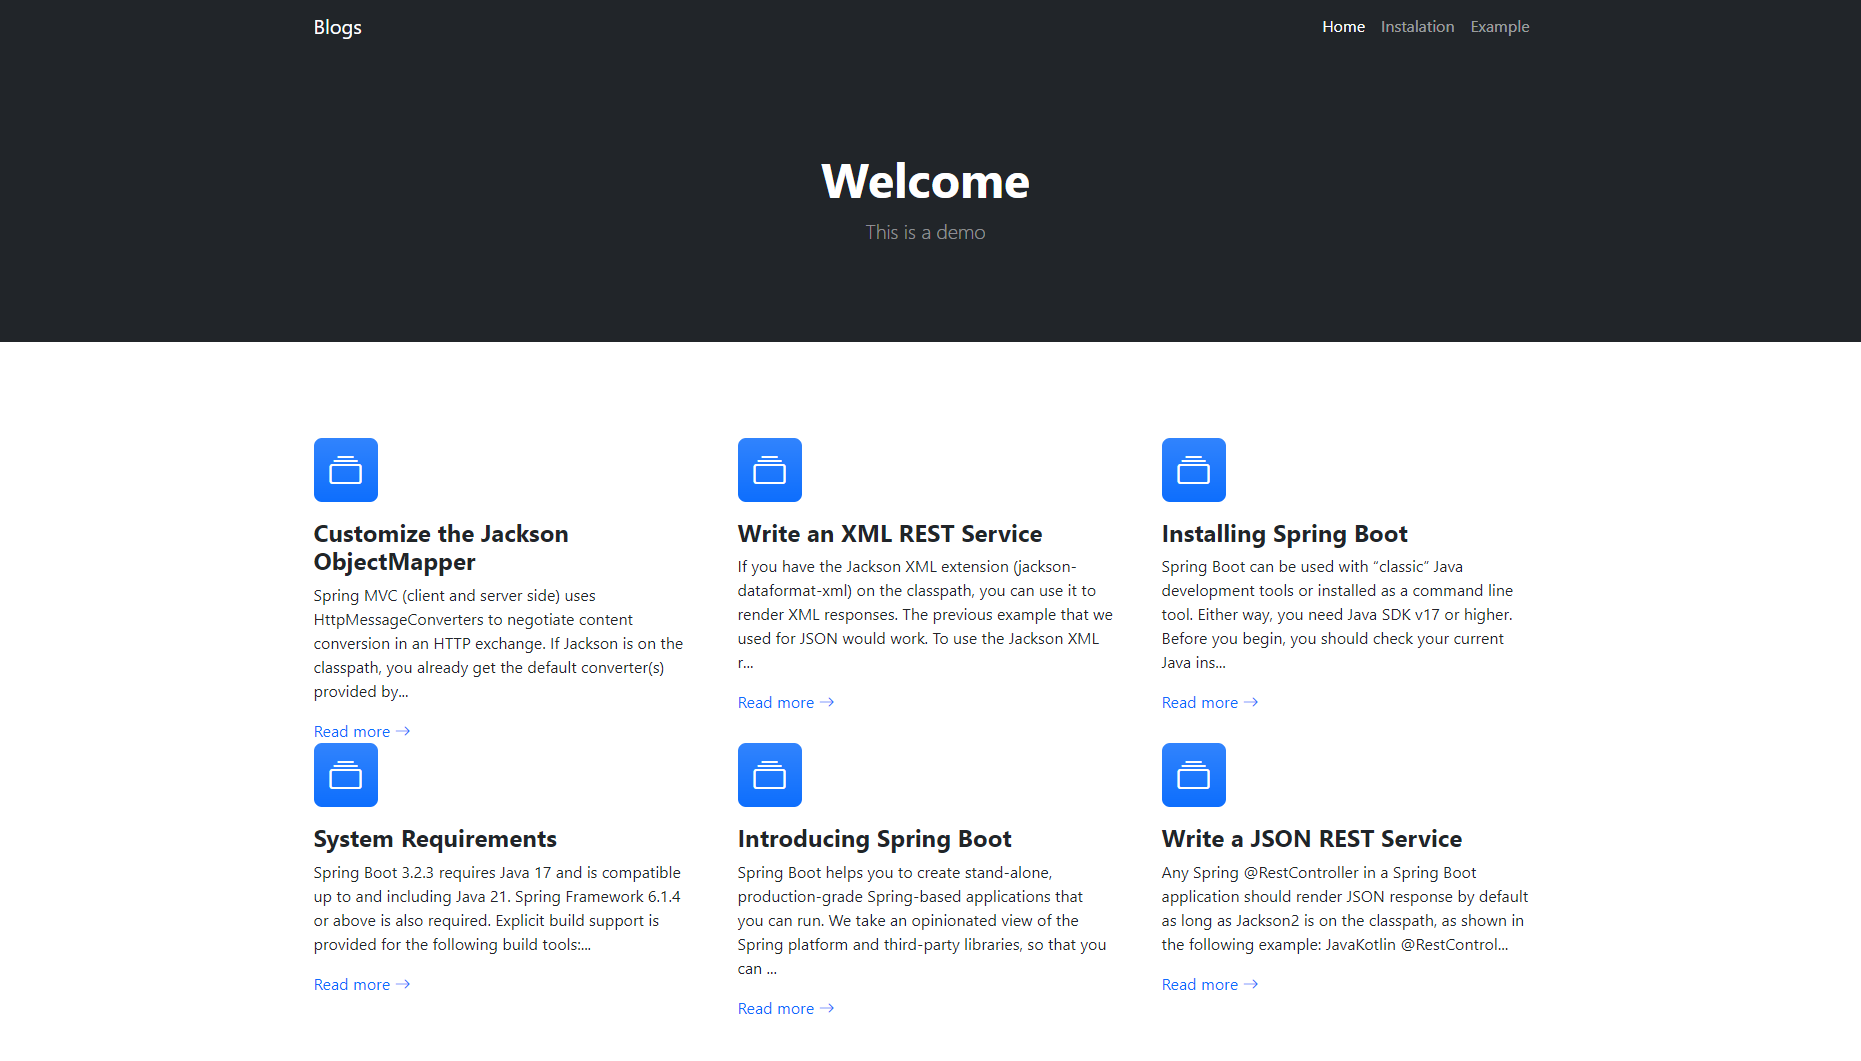 Blogs
Home Instalation Example
Welcome
This is a demo
Customize the Jackson
ObjectMapper
Spring MVC (client and server side) uses
HttpMessageConverters to negotiate content
conversion in an HTTP exchange. If Jackson is on the
classpath, you already get the default converter(s)
provided by...
Read more
Write an XML REST Service
If you have the Jackson XML extension (jackson-
dataformat-xml) on the classpath, you can use it to
render XML responses. The previous example that we
used for JSON would work. To use the Jackson XML
r...
Read more
Installing Spring Boot
Spring Boot can be used with “classic” Java
development tools or installed as a command line
tool. Either way, you need Java SDK v17 or higher.
Before you begin, you should check your current
Java ins...
Read more
System Requirements
Spring Boot 3.2.3 requires Java 17 and is compatible
up to and including Java 21. Spring Framework 6.1.4
or above is also required. Explicit build support is
provided for the following build tools:...
Read more
Introducing Spring Boot
Spring Boot helps you to create stand-alone,
production-grade Spring-based applications that
you can run. We take an opinionated view of the
Spring platform and third-party libraries, so that you
can ...
Read more
Write a JSON REST Service
Any Spring @RestController in a Spring Boot
application should render JSON response by default
as long as Jackson2 is on the classpath, as shown in
the following example: JavaKotlin @RestControl...
Read more